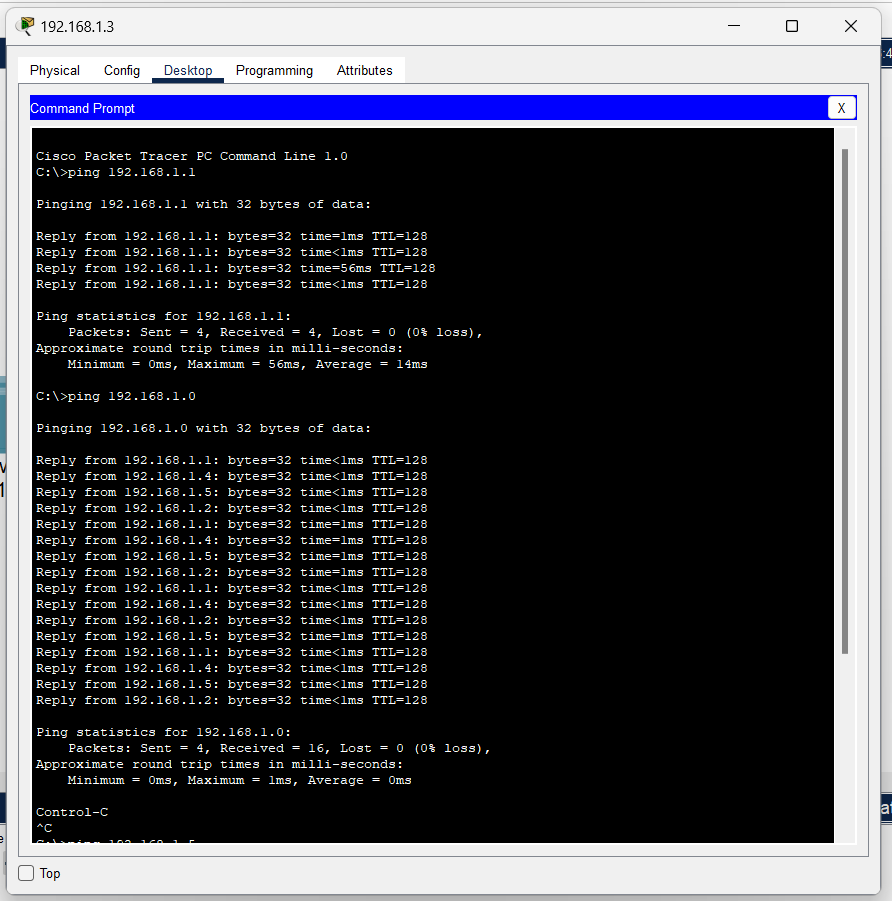 192.168.1.3
Physical Config Desktop Programming Attributes
Command Prompt X
Cisco Packet Tracer PC Command Line 1.0
C:\>ping 192.168.1.1
Pinging 192.168.1.1 with 32 bytes of data:
Reply from 192.168.1.1: bytes=32 time=1ms TTL=128
Reply from 192.168.1.1: bytes=32 time<1ms TTL=128
Reply from 192.168.1.1: bytes=32 time=56ms TTL=128
Reply from 192.168.1.1: bytes=32 time<1ms TTL=128
Ping statistics for 192.168.1.1:
Packets: Sent = 4, Received = 4, Lost = 0 (0% loss),
Approximate round trip times in milli-seconds:
Minimum = 0ms, Maximum = 56ms, Average = 14ms
C:\>ping 192.168.1.0
Pinging 192.168.1.0 with 32 bytes of data:
Reply from 192.168.1.1: bytes=32 time<1ms TTL=128
Reply from 192.168.1.4: bytes=32 time<1ms TTL=128
Reply from 192.168.1.5: bytes=32 time<1ms TTL=128
Reply from 192.168.1.2: bytes=32 time<1ms TTL=128
Reply from 192.168.1.1: bytes=32 time=1ms TTL=128
Reply from 192.168.1.4: bytes=32 time=1ms TTL=128
Reply from 192.168.1.5: bytes=32 time=1ms TTL=128
Reply from 192.168.1.2: bytes=32 time=1ms TTL=128
Reply from 192.168.1.1: bytes=32 time<1ms TTL=128
Reply from 192.168.1.4: bytes=32 time<1ms TTL=128
Reply from 192.168.1.2: bytes=32 time<1ms TTL=128
Reply from 192.168.1.5: bytes=32 time=1ms TTL=128
Reply from 192.168.1.1: bytes=32 time<1ms TTL=128
Reply from 192.168.1.4: bytes=32 time<1ms TTL=128
Reply from 192.168.1.5: bytes=32 time<1ms TTL=128
Reply from 192.168.1.2: bytes=32 time<1ms TTL=128
Ping statistics for 192.168.1.0:
Packets: Sent = 4, Received = 16, Lost = 0 (0% loss),
Approximate round trip times in milli-seconds:
Minimum = 0ms, Maximum = 1ms, Average = 0ms
Control-C
^C
C:\>ping 192.168.1.5
Top